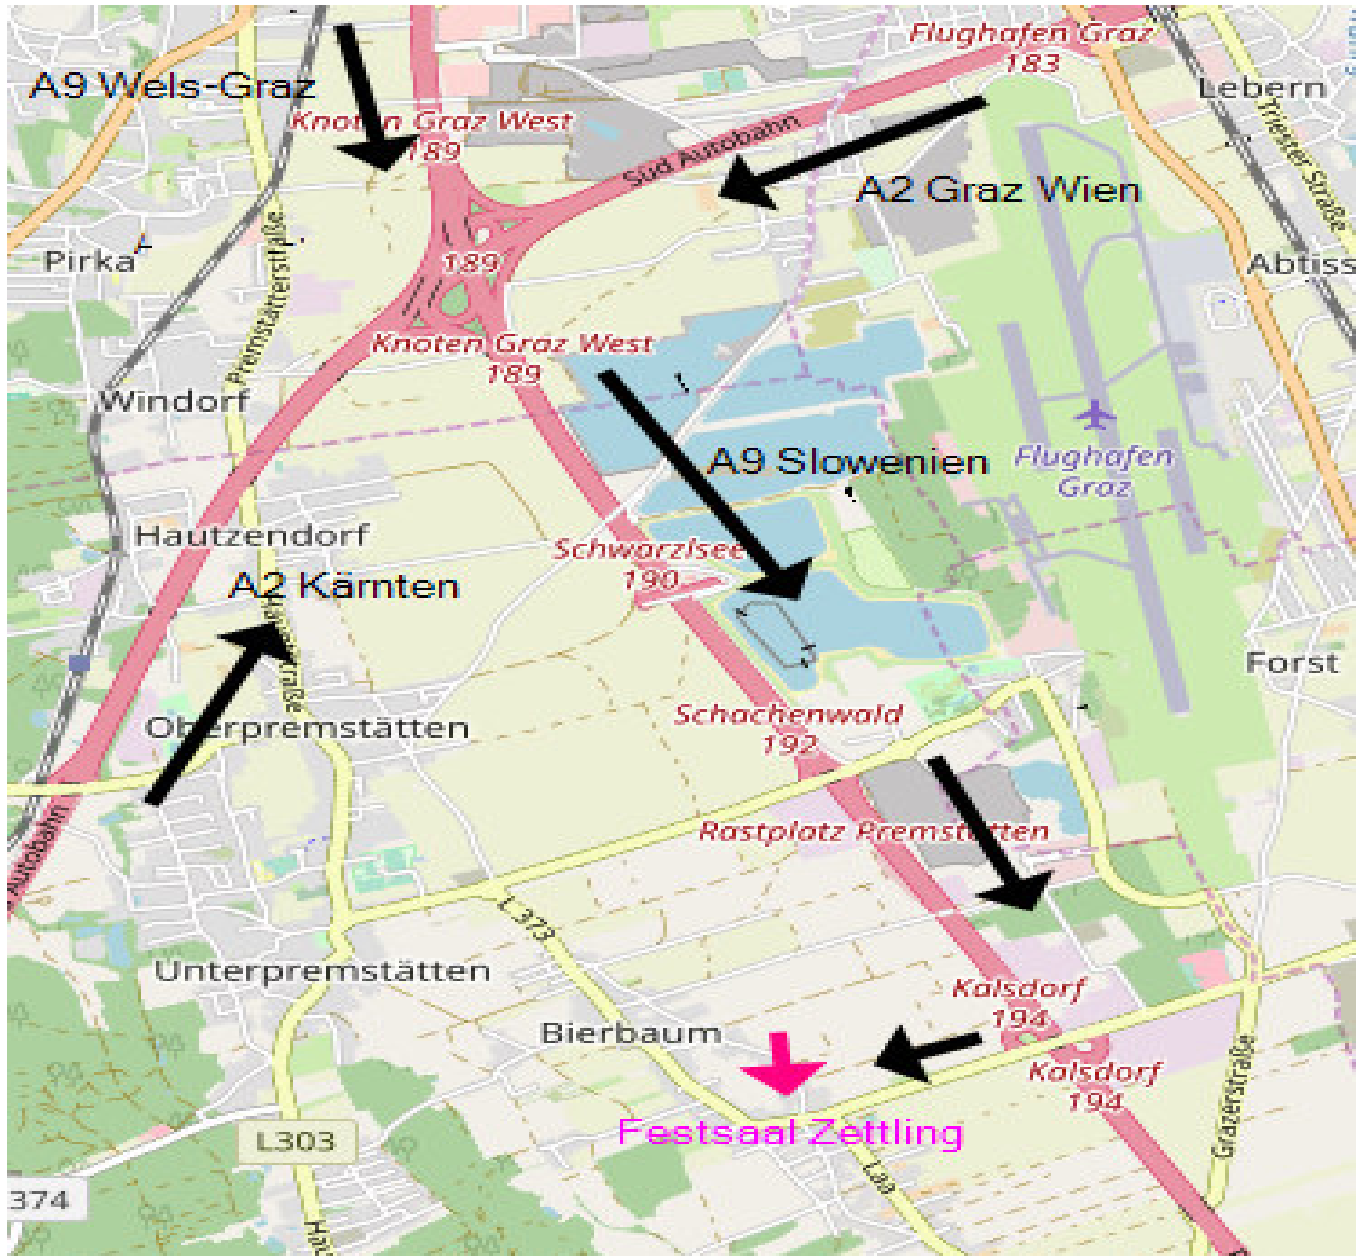 Flughafen Graz
183
A9 Wels-Graz
Lebern
Knoten Graz West
189
Süd Autobahn
Triester Straße
A2 Graz Wien
Pirka
189
Abtiss
Premstätterstraße
Knoten Graz West
189
Windorf
A9 Slowenien
Flughafen
Graz
Hautzendorf
Schwarzlsee
190
A2 Kärnten
Forst
Oberpremstätten
Schachenwald
192
Autobahn
Rastplatz Premstätten
L 373
Unterpremstätten
Kalsdorf
194
Bierbaum
Kalsdorf
194
Grazerstraße
Festsaal Zettling
L303
374